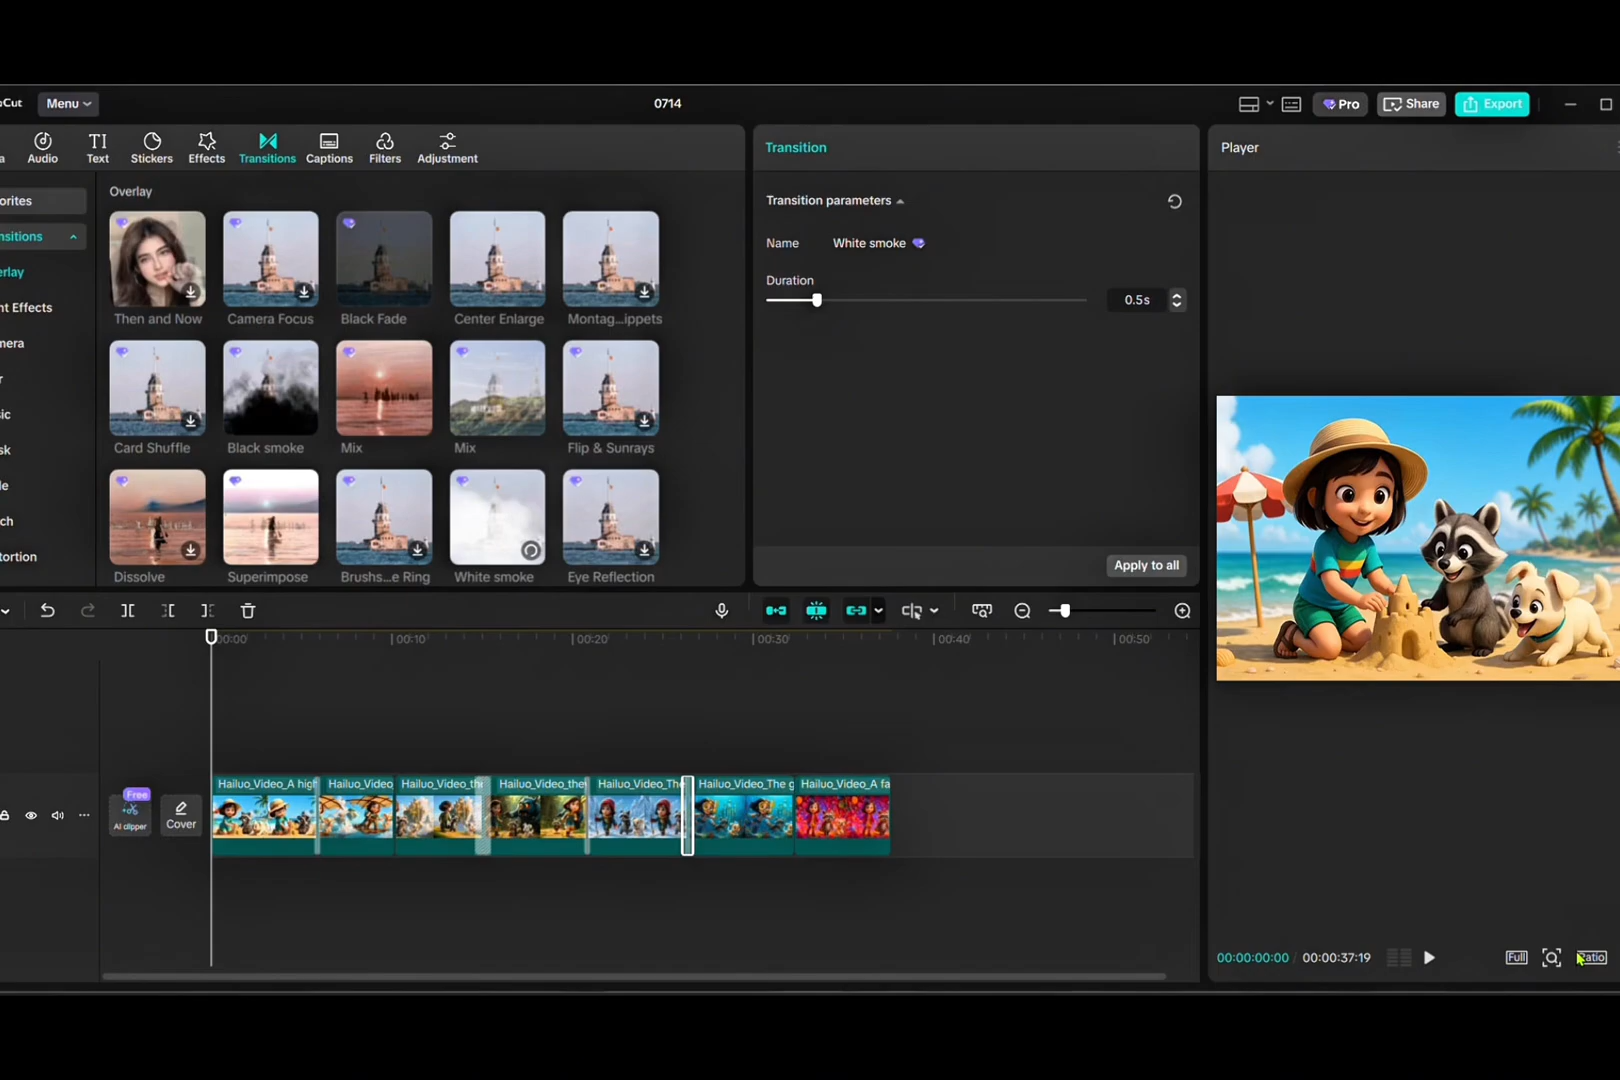 Cut Menu 0714 Pro Share Export
a Audio Text Stickers Effects Transitions Captions Filters Adjustment
Transition
Player
orites
nsitions
erlay
nt Effects
mera
r
ic
sk
le
ch
tortion
Overlay
Then and Now Camera Focus Black Fade Center Enlarge Montag...ippets
Card Shuffle Black smoke Mix Mix Flip & Sunrays
Dissolve Superimpose Brushs...e Ring White smoke Eye Reflection
Transition parameters
Name White smoke
Duration
0.5s
Apply to all
00:00 00:10 00:20 00:30 00:40 00:50
Free
AI clipper
Cover
Hailuo_Video_A high Hailuo_Video Hailuo_Video_the Hailuo_Video_the Hailuo_Video_The Hailuo_Video_The g Hailuo_Video_A fa
00:00:00:00 / 00:00:37:19 Full Ratio